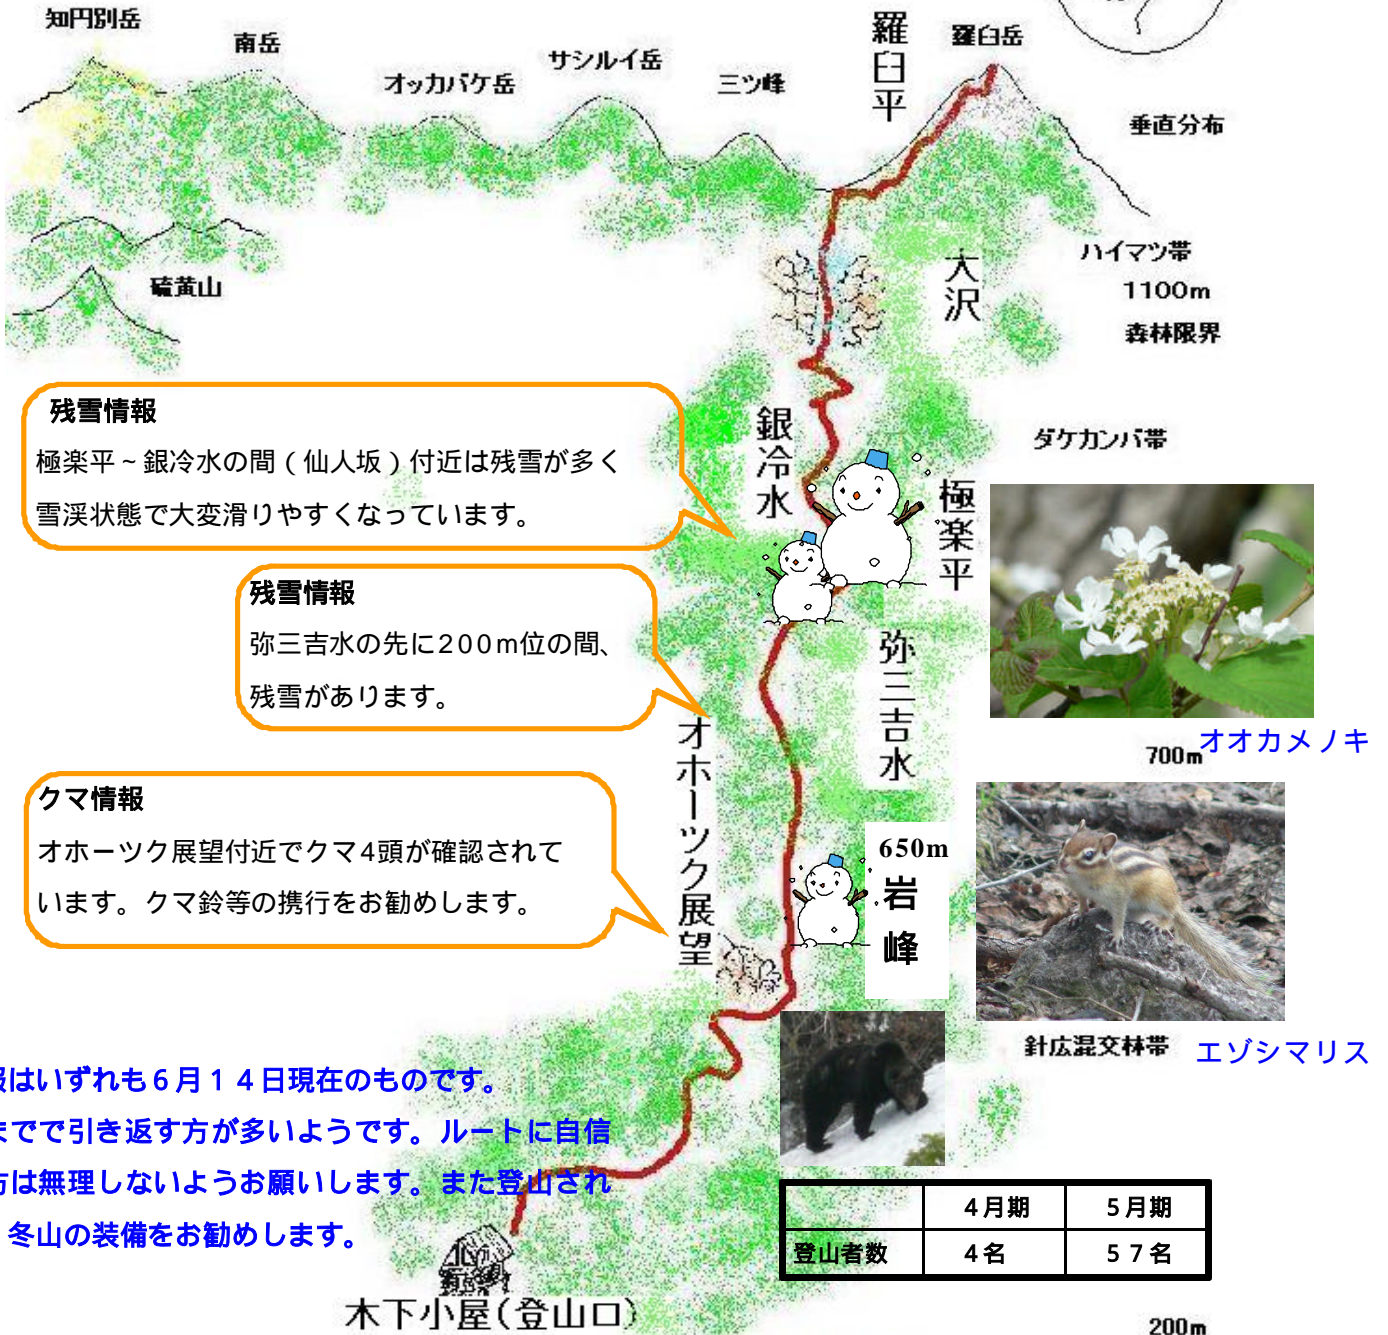 知円別岳
南岳
オッカバケ岳
サシルイ岳
三ツ峰
羅臼平
羅臼岳
垂直分布
硫黄山
大沢
ハイマツ帯
1100m
森林限界
残雪情報
極楽平～銀冷水の間（仙人坂）付近は残雪が多く
雪渓状態で大変滑りやすくなっています。
銀冷水
ダケカンバ帯
極楽平
残雪情報
弥三吉水の先に200m位の間、
残雪があります。
弥三吉水
オオカメノキ
700m
クマ情報
オホーツク展望付近でクマ4頭が確認されて
います。クマ鈴等の携行をお勧めします。
オホーツク展望
650m
岩峰
針広混交林帯
エゾシマリス
報はいずれも６月１４日現在のものです。
までで引き返す方が多いようです。ルートに自信
方は無理しないようお願いします。また登山され
冬山の装備をお勧めします。
４月期 ５月期
登山者数 ４名 ５７名
木下小屋(登山口)
200m